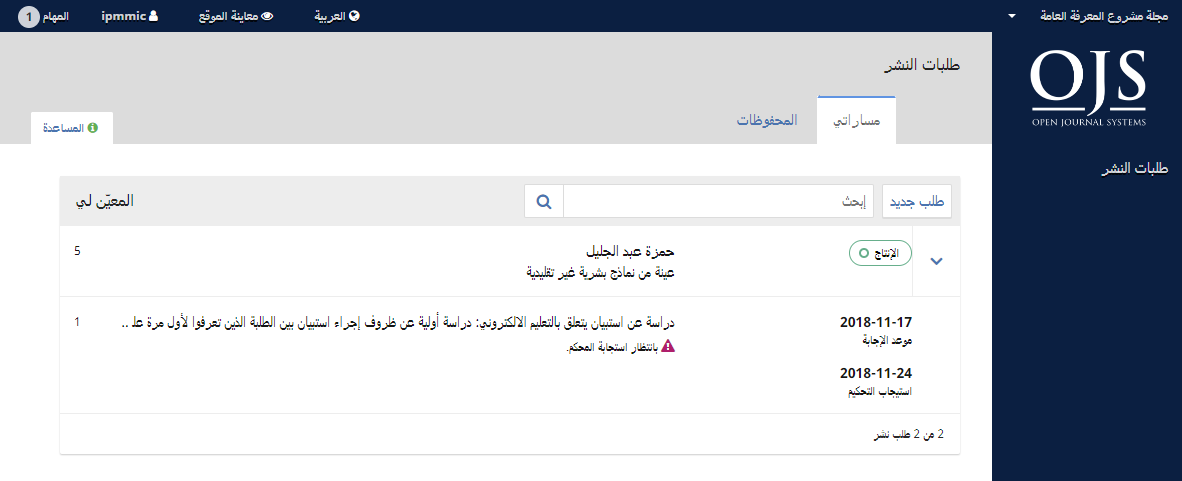 مجلة مشروع المعرفة العامة
العربية
معاينة الموقع
ipmmic
المهام 1
OJS
OPEN JOURNAL SYSTEMS
طلبات النشر
طلبات النشر
مساراتي
المحفوظات
المساعدة
طلب جديد
إبحث
المعيّن لي
الإنتاج
حمزة عبد الجليل
عينة من نماذج بشرية غير تقليدية
5
2018-11-17
موعد الإجابة
2018-11-24
استيجاب التحكيم
دراسة عن استبيان يتعلق بالتعليم الالكتروني: دراسة أولية عن ظروف إجراء استبيان بين الطلبة الذين تعرفوا لأول مرة علـ ..
بانتظار استجابة المحكم.
1
2 من 2 طلب نشر